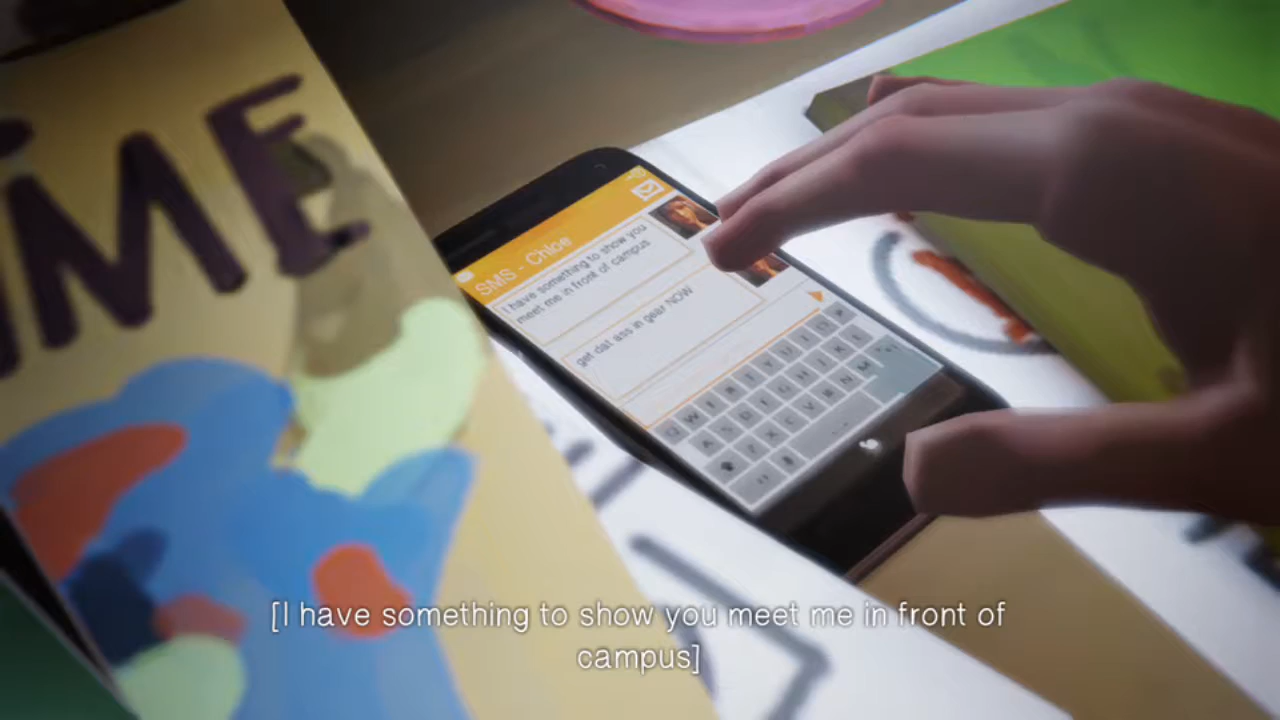 iME
SMS - Chloe
I have something to show you
meet me in front of campus
get dat ass in gear NOW
[I have something to show you meet me in front of
campus]